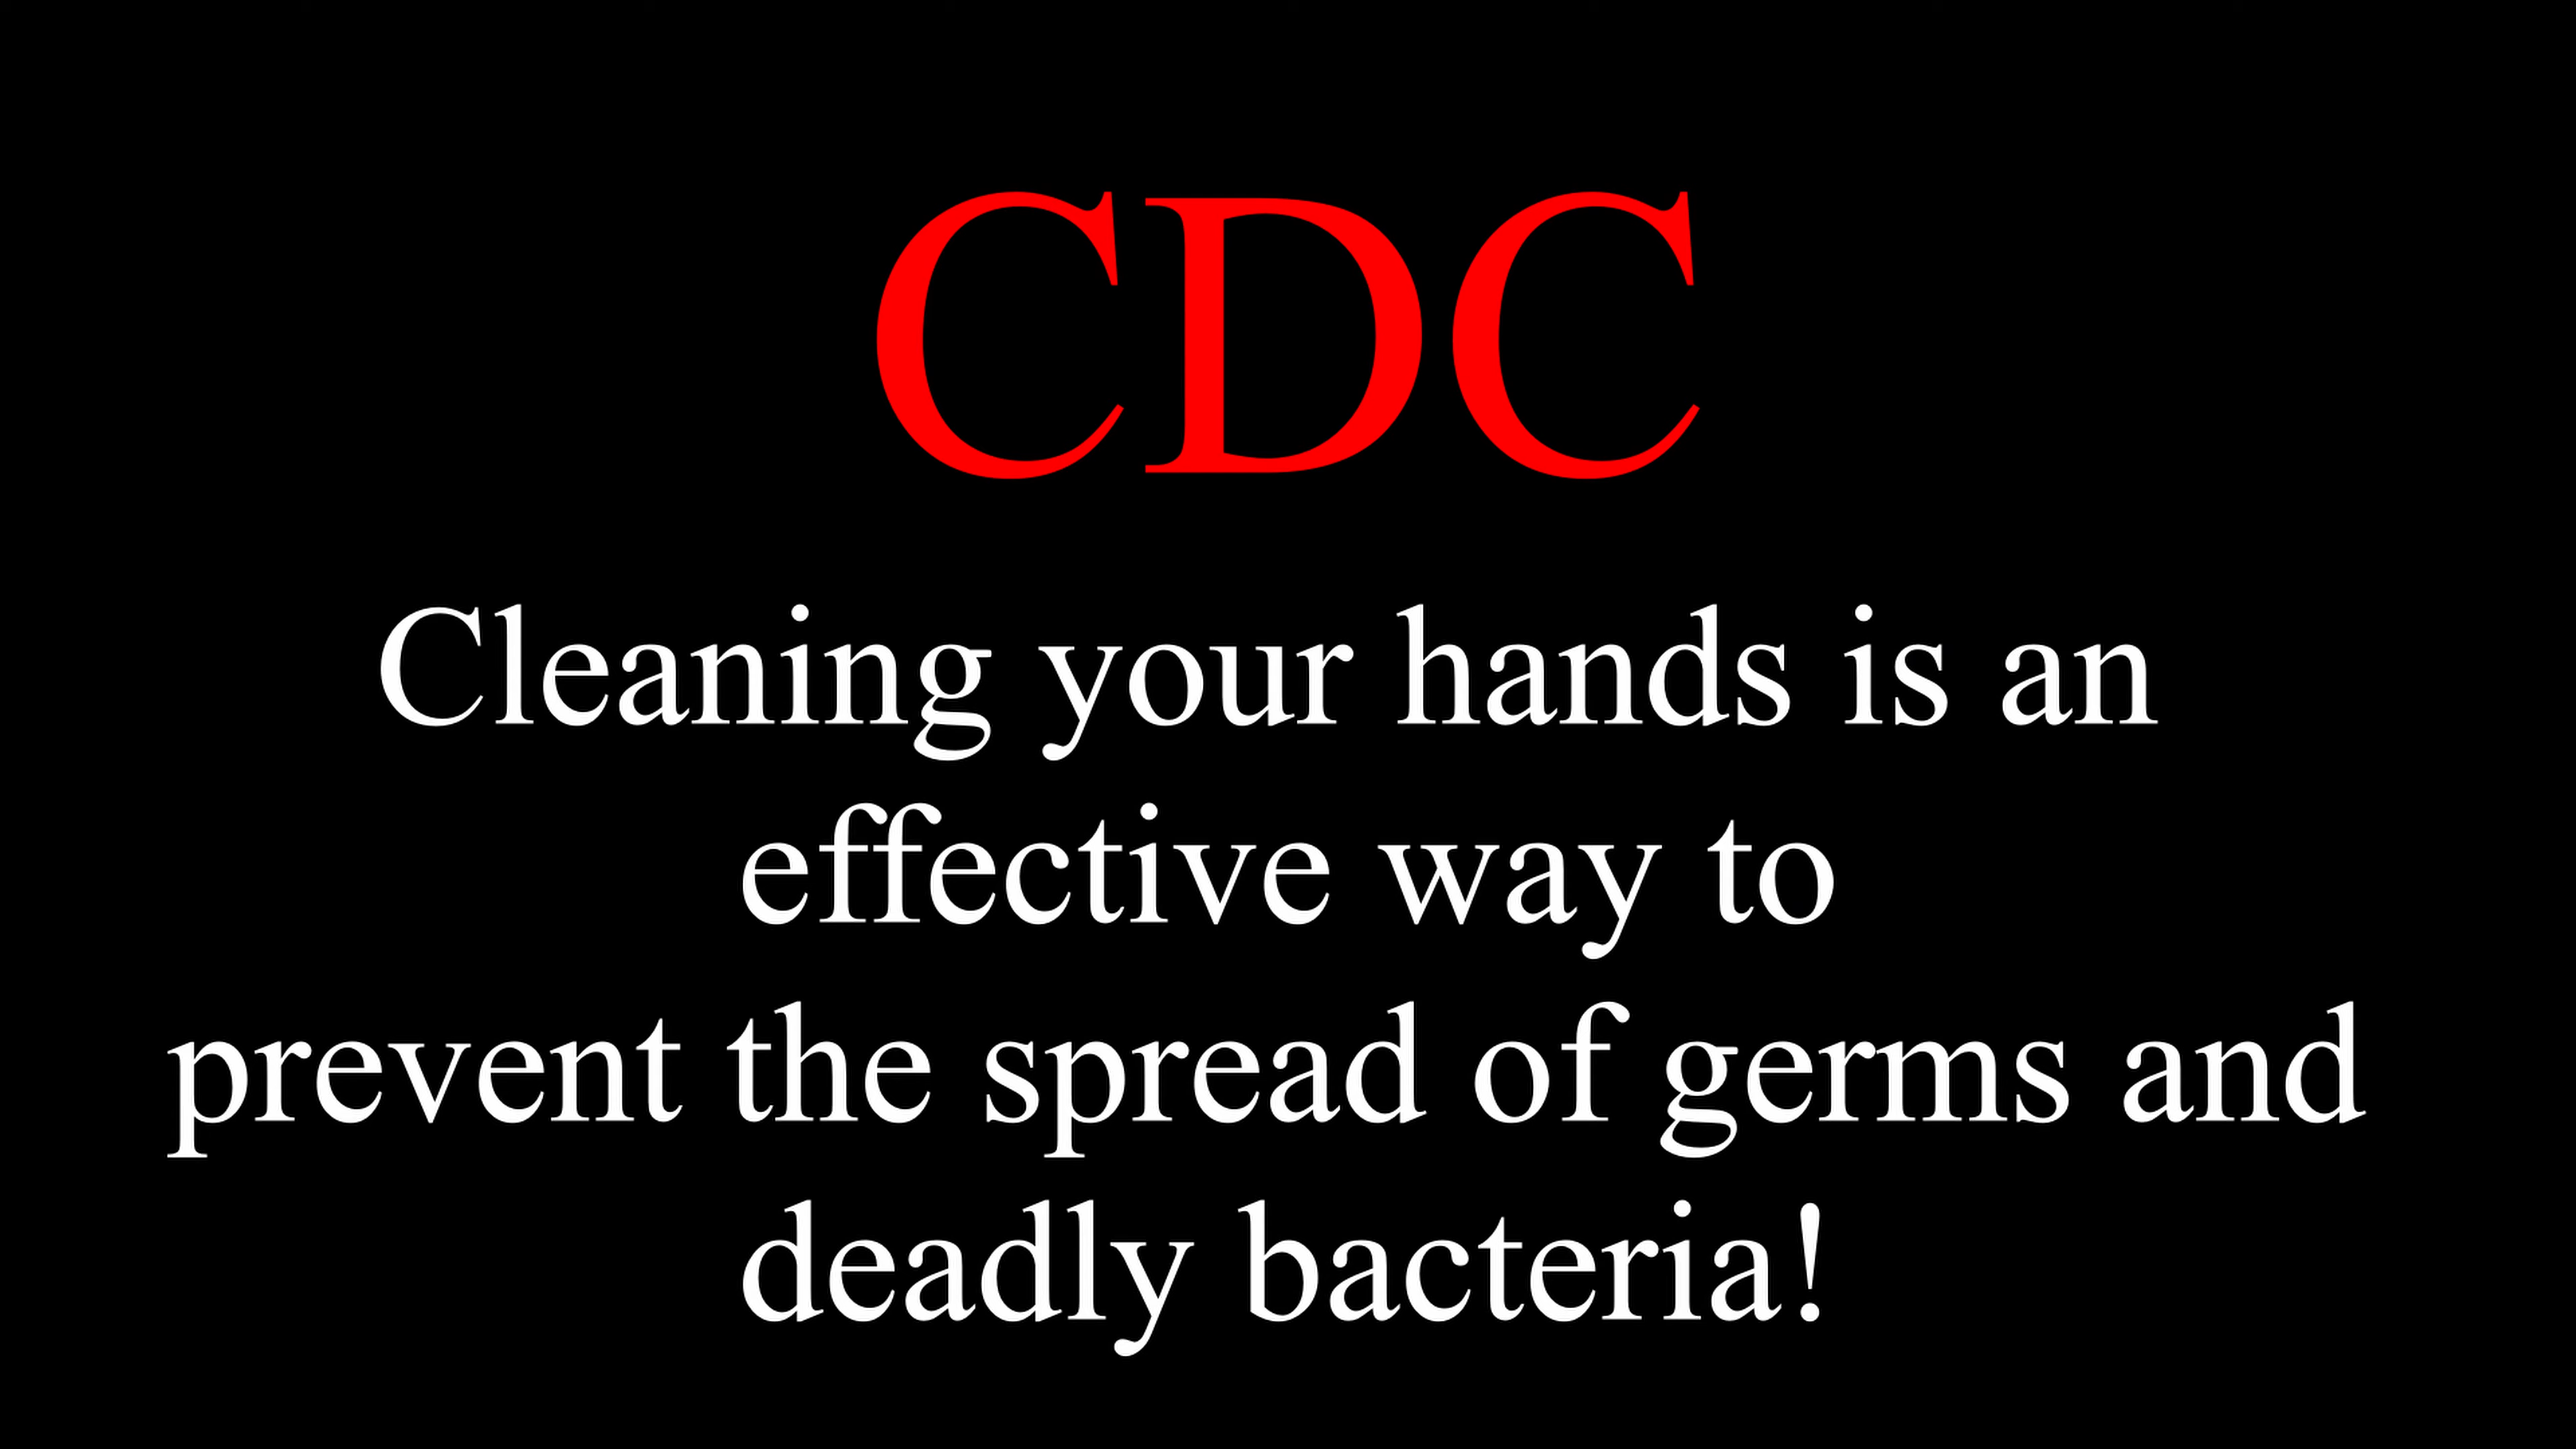 CDC
Cleaning your hands is an
effective way to
prevent the spread of germs and
deadly bacteria!